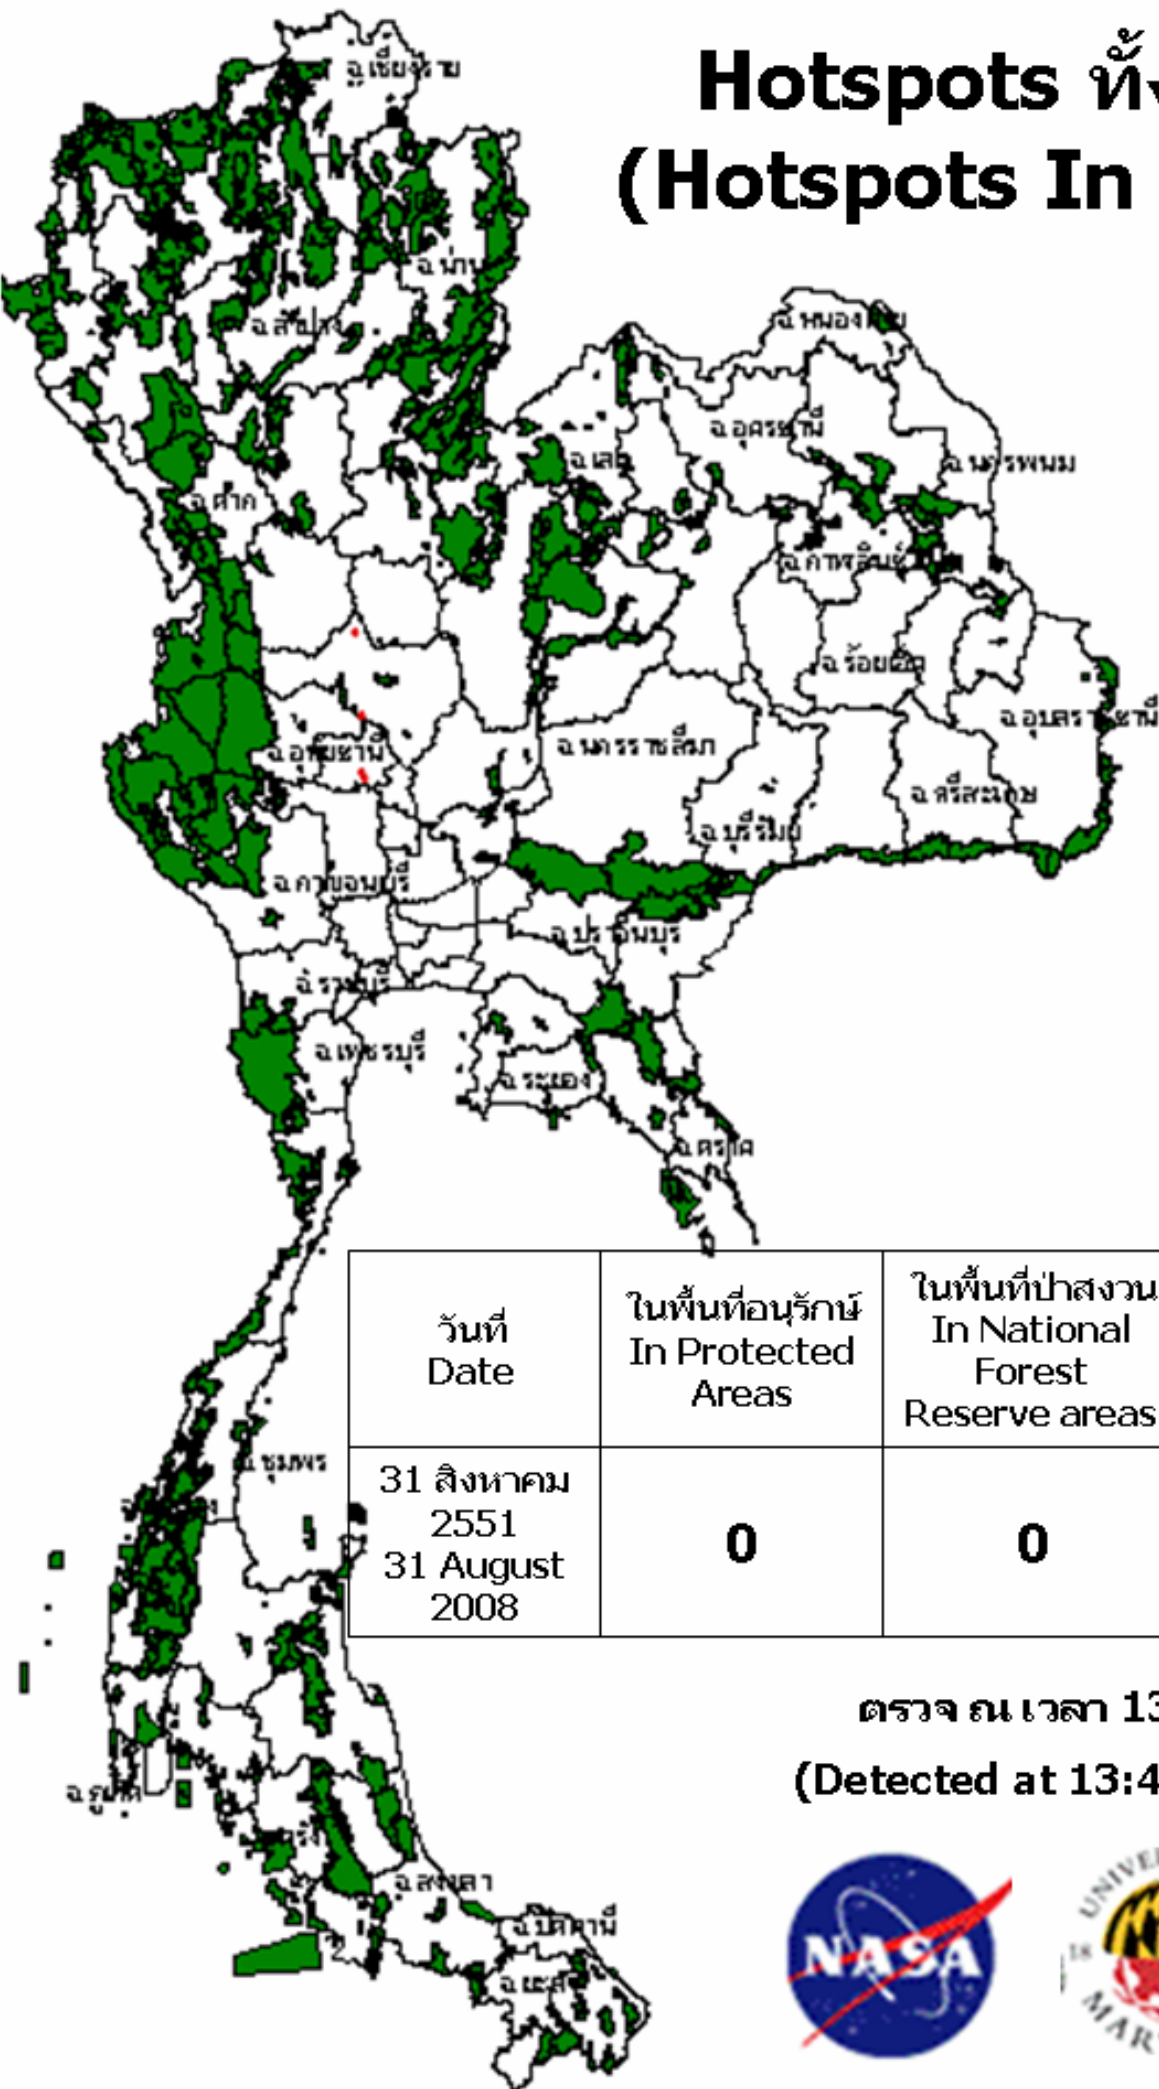 Hotspots ทั้ง
(Hotspots In
จ.เชียงราย
จ.น่าน
จ.ลำปาง
จ.หนองคาย
จ.อุดรธานี
จ.เลย
จ.นครพนม
จ.ตาก
จ.กาฬสินธุ์
จ.ร้อยเอ็ด
จ.อุบลราชธานี
จ.นครราชสีมา
จ.อุทัยธานี
จ.ศรีสะเกษ
จ.บุรีรัมย์
จ.กาญจนบุรี
จ.ปราจีนบุรี
จ.ราชบุรี
จ.เพชรบุรี
จ.ระยอง
จ.ตราด
วันที่
Date
ในพื้นที่อนุรักษ์
In Protected
Areas
ในพื้นที่ป่าสงวน
In National
Forest
Reserve areas
31 สิงหาคม
2551
31 August
2008
0
0
จ.ชุมพร
ตรวจ ณ เวลา 13
(Detected at 13:4
จ.ภูเก็ต
จ.สงขลา
จ.ปัตตานี
NASA
18